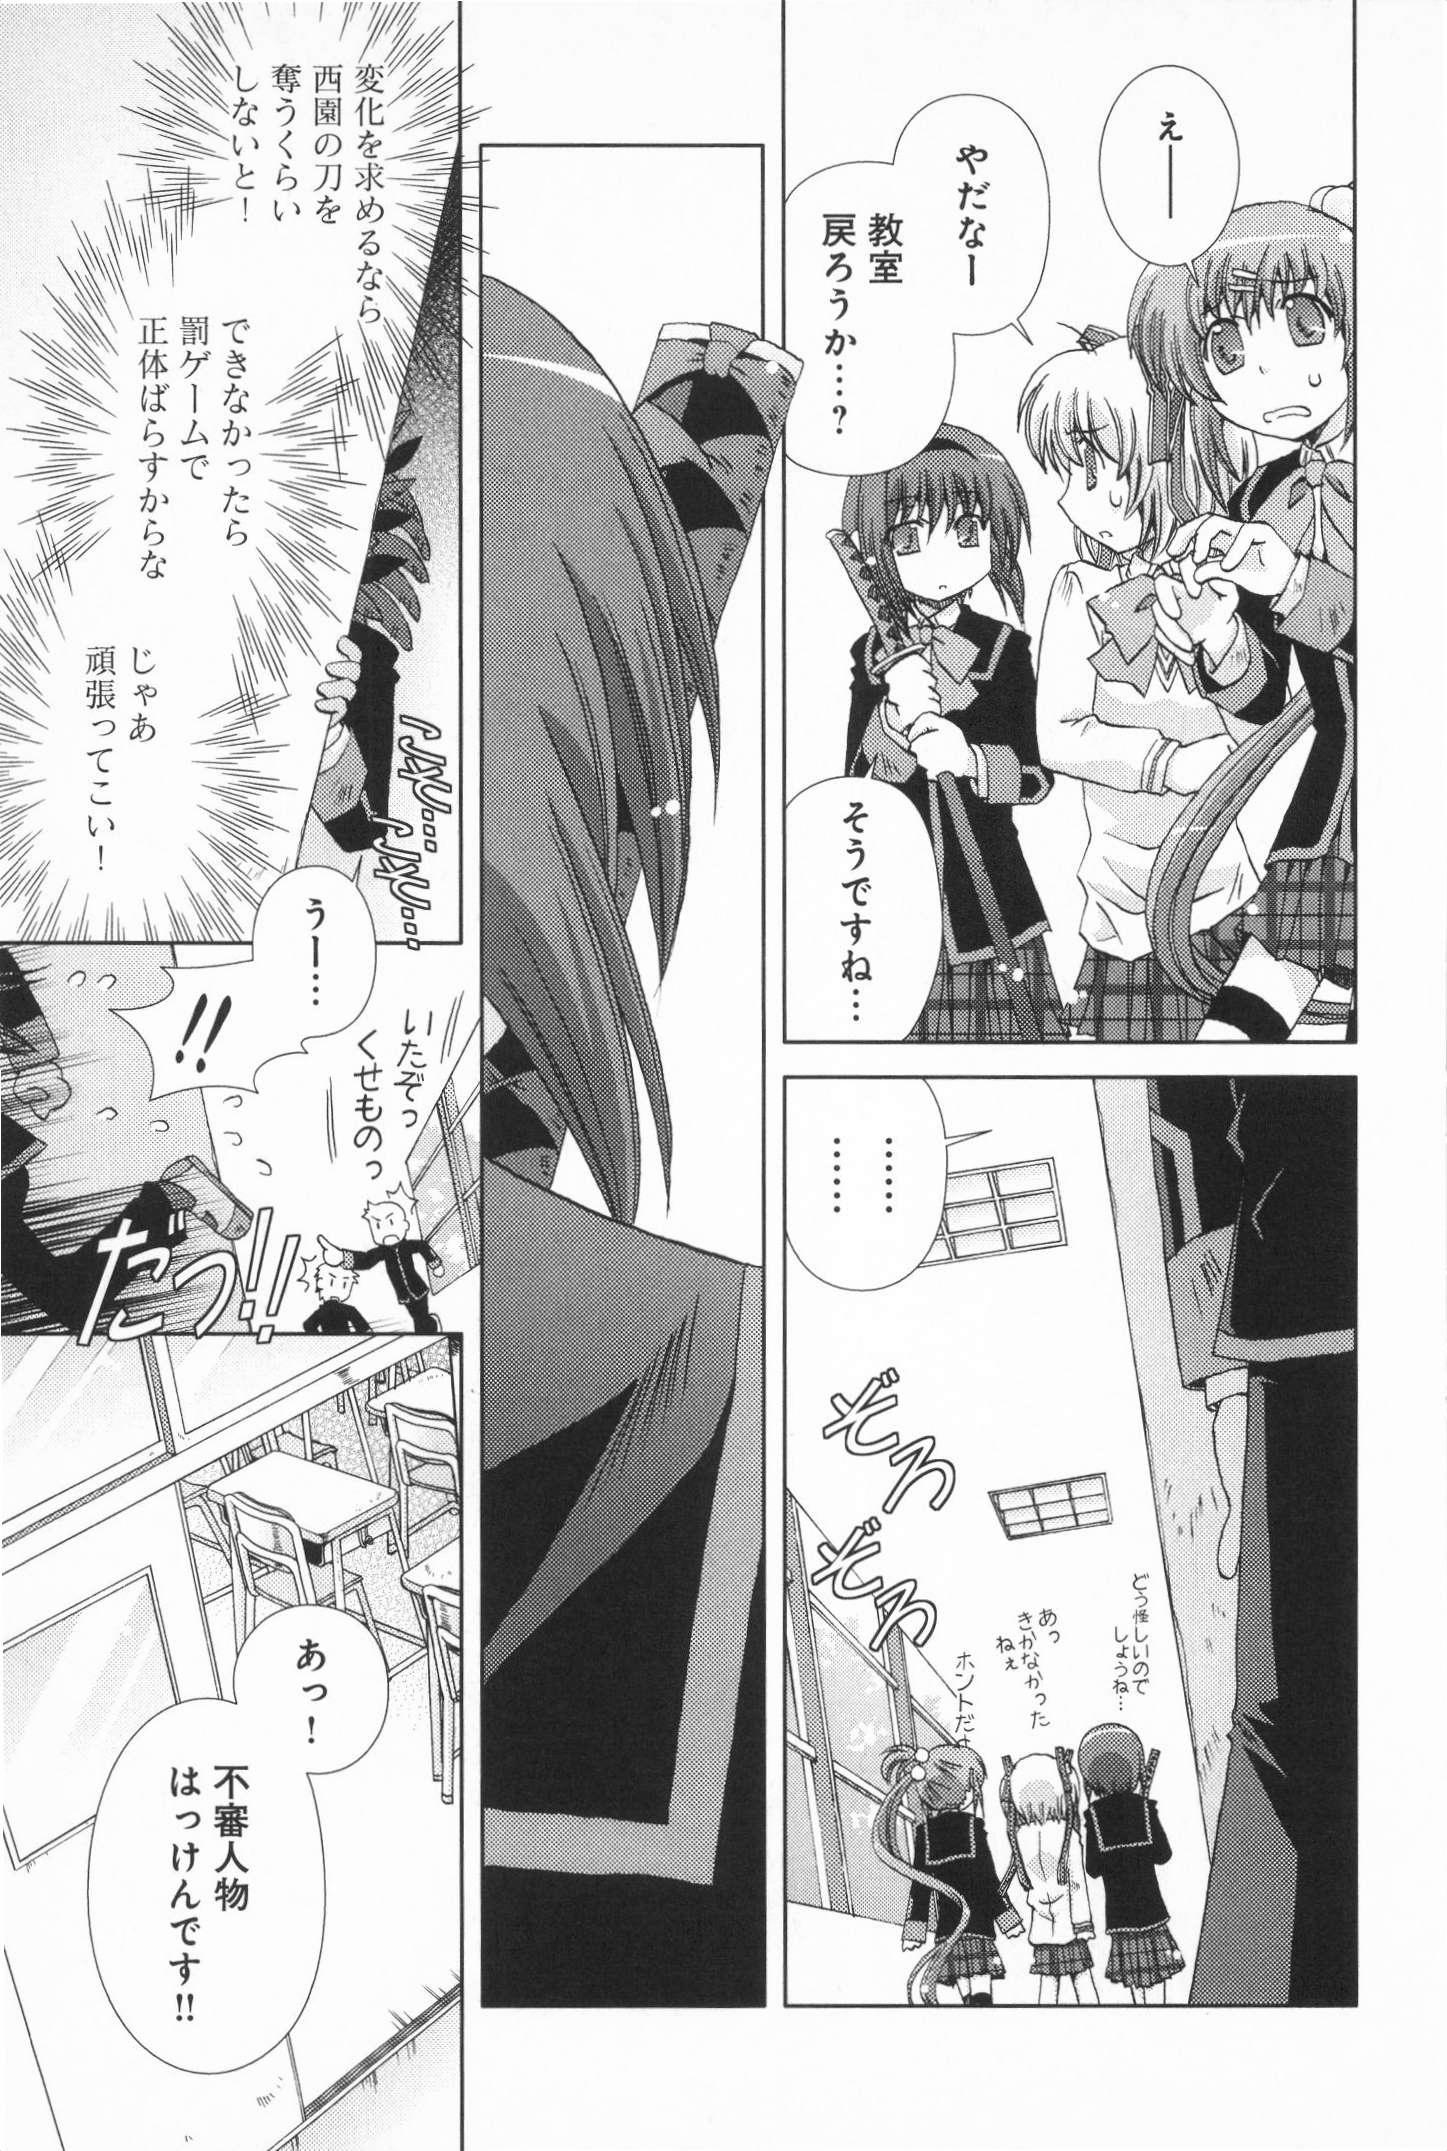 えーー
やだなー
教室
戻ろうか…?
そうですね…
………
………
ぞろ
ぞろ
どう怪しいので
しょうね…
あっ
きかなかった
ねぇ
ホントだよ
変化を求めるなら
西園の刀を
奪うくらい
しないと!
できなかったら
罰ゲームで
正体ばらすからな
じゃあ
頑張ってこい!
うー…
!!
いたぞっ
くせものっ
だっ!!
あっ!
不審人物
はっけんです!!